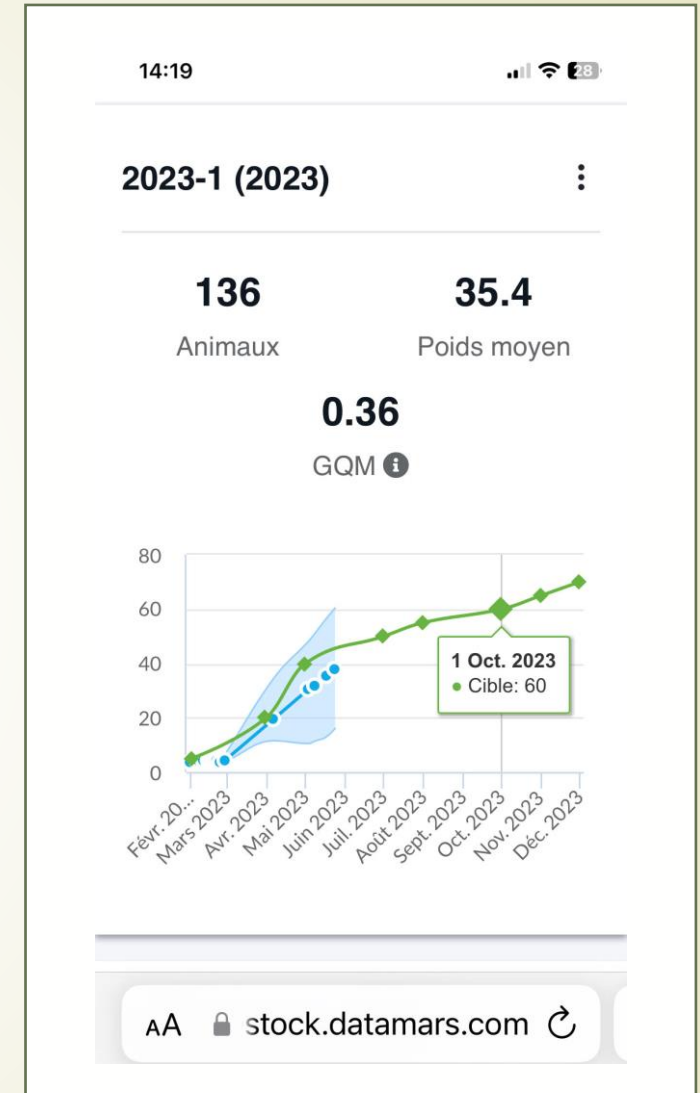 14:19
28
2023-1 (2023)
136
35.4
Animaux
Poids moyen
0.36
GQM
80
60
40
20
0
1 Oct. 2023
Cible: 60
Févr. 20...
Mars 2023
Avr. 2023
Mai 2023
Juin 2023
Juil. 2023
Août 2023
Sept. 2023
Oct. 2023
Nov. 2023
Déc. 2023
AA stock.datamars.com